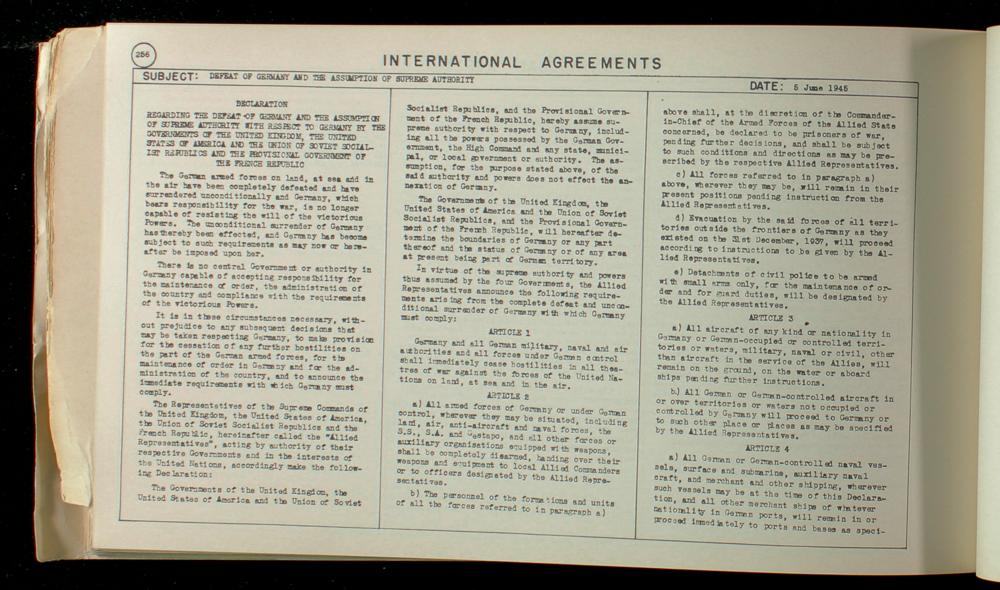 256
INTERNATIONAL AGREEMENTS
SUBJECT: DEFEAT OF GERMANY AND THE ASSUMPTION OF SUPREME AUTHORITY
DATE: 5 June 1945
DECLARATION
REGARDING THE DEFEAT OF GERMANY AND THE ASSUMPTION
OF SUPREME AUTHORITY WITH RESPECT TO GERMANY BY THE
GOVERNMENTS OF THE UNITED KINGDOM, THE UNITED
STATES OF AMERICA AND THE UNION OF SOVIET SOCIAL-
IST REPUBLICS AND THE PROVISIONAL GOVERNMENT OF
THE FRENCH REPUBLIC
The German armed forces on land, at sea and in
the air have been completely defeated and have
surrendered unconditionally and Germany, which
bears responsibility for the war, is no longer
capable of resisting the will of the victorious
Powers. The unconditional surrender of Germany
has thereby been effected, and Germany has become
subject to such requirements as may now or here-
after be imposed upon her.
There is no central Government or authority in
Germany capable of accepting responsibility for
the maintenance of order, the administration of
the country and compliance with the requirements
of the victorious Powers.
It is in these circumstances necessary, with-
out prejudice to any subsequent decisions that
may be taken respecting Germany, to make provision
for the cessation of any further hostilities on
the part of the German armed forces, for the
maintenance of order in Germany and for the ad-
ministration of the country, and to announce the
immediate requirements with which Germany must
comply.
The Representatives of the Supreme Commands of
the United Kingdom, the United States of America,
the Union of Soviet Socialist Republics and the
French Republic, hereinafter called the "Allied
Representatives", acting by authority of their
respective Governments and in the interests of
the United Nations, accordingly make the follow-
ing Declaration:
The Governments of the United Kingdom, the
United States of America and the Union of Soviet
Socialist Republics, and the Provisional Govern-
ment of the French Republic, hereby assume su-
preme authority with respect to Germany, includ-
ing all the powers possessed by the German Gov-
ernment, the High Command and any state, munici-
pal, or local government or authority. The as-
sumption, for the purpose stated above, of the
said authority and powers does not effect the an-
nexation of Germany.
The Governments of the United Kingdom, the
United States of America and the Union of Soviet
Socialist Republics, and the Provisional Govern-
ment of the French Republic, will hereafter de-
termine the boundaries of Germany or any part
thereof and the status of Germany or of any area
at present being part of German territory.
In virtue of the supreme authority and powers
thus assumed by the four Governments, the Allied
Representatives announce the following require-
ments arising from the complete defeat and uncon-
ditional surrender of Germany with which Germany
must comply:
ARTICLE 1
Germany and all German military, naval and air
authorities and all forces under German control
shall immediately cease hostilities in all thea-
tres of war against the forces of the United Na-
tions on land, at sea and in the air.
ARTICLE 2
a) All armed forces of Germany or under German
control, wherever they may be situated, including
land, air, anti-aircraft and naval forces, the
S.S., S.A. and Gestapo, and all other forces or
auxiliary organisations equipped with weapons,
shall be completely disarmed, handing over their
weapons and equipment to local Allied Commanders
or to officers designated by the Allied Repre-
sentatives.
b) The personnel of the formations and units
of all the forces referred to in paragraph a)
above shall, at the discretion of the Commander-
in-Chief of the Armed Forces of the Allied State
concerned, be declared to be prisoners of war,
pending further decisions, and shall be subject
to such conditions and directions as may be pre-
scribed by the respective Allied Representatives.
c) All forces referred to in paragraph a)
above, wherever they may be, will remain in their
present positions pending instruction from the
Allied Representatives.
d) Evacuation by the said forces of all terri-
tories outside the frontiers of Germany as they
existed on the 31st December, 1937, will proceed
according to instructions to be given by the Al-
lied Representatives.
e) Detachments of civil police to be armed
with small arms only, for the maintenance of or-
der and for guard duties, will be designated by
the Allied Representatives.
ARTICLE 3
a) All aircraft of any kind or nationality in
Germany or German-occupied or controlled terri-
tories or waters, military, naval or civil, other
than aircraft in the service of the Allies, will
remain on the ground, on the water or aboard
ships pending further instructions.
b) All German or German-controlled aircraft in
or over territories or waters not occupied or
controlled by Germany will proceed to Germany or
to such other place or places as may be specified
by the Allied Representatives.
ARTICLE 4
a) All German or German-controlled naval ves-
sels, surface and submarine, auxiliary naval
craft, and merchant and other shipping, wherever
such vessels may be at the time of this Declara-
tion, and all other merchant ships of whatever
nationality in German ports, will remain in or
proceed immediately to ports and bases as speci-